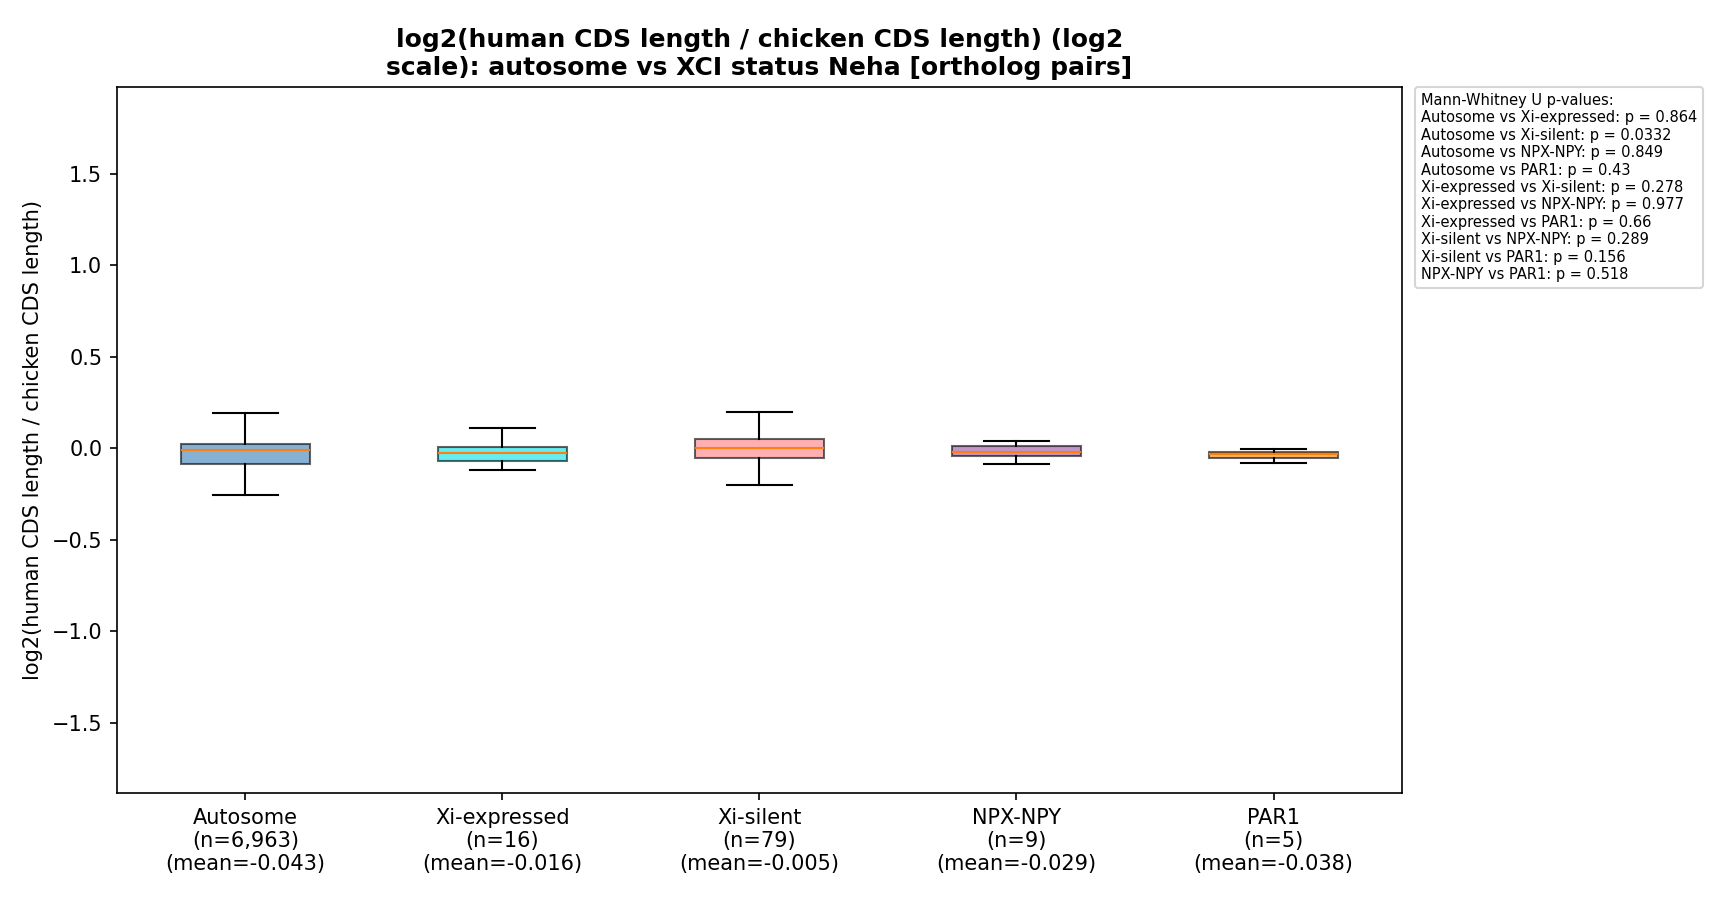 log2(human CDS length / chicken CDS length) (log2
scale): autosome vs XCI status Neha [ortholog pairs]
log2(human CDS length / chicken CDS length)
1.5
1.0
0.5
0.0
−0.5
−1.0
−1.5
Autosome
(n=6,963)
(mean=-0.043)
Xi-expressed
(n=16)
(mean=-0.016)
Xi-silent
(n=79)
(mean=-0.005)
NPX-NPY
(n=9)
(mean=-0.029)
PAR1
(n=5)
(mean=-0.038)
Mann-Whitney U p-values:
Autosome vs Xi-expressed: p = 0.864
Autosome vs Xi-silent: p = 0.0332
Autosome vs NPX-NPY: p = 0.849
Autosome vs PAR1: p = 0.43
Xi-expressed vs Xi-silent: p = 0.278
Xi-expressed vs NPX-NPY: p = 0.977
Xi-expressed vs PAR1: p = 0.66
Xi-silent vs NPX-NPY: p = 0.289
Xi-silent vs PAR1: p = 0.156
NPX-NPY vs PAR1: p = 0.518